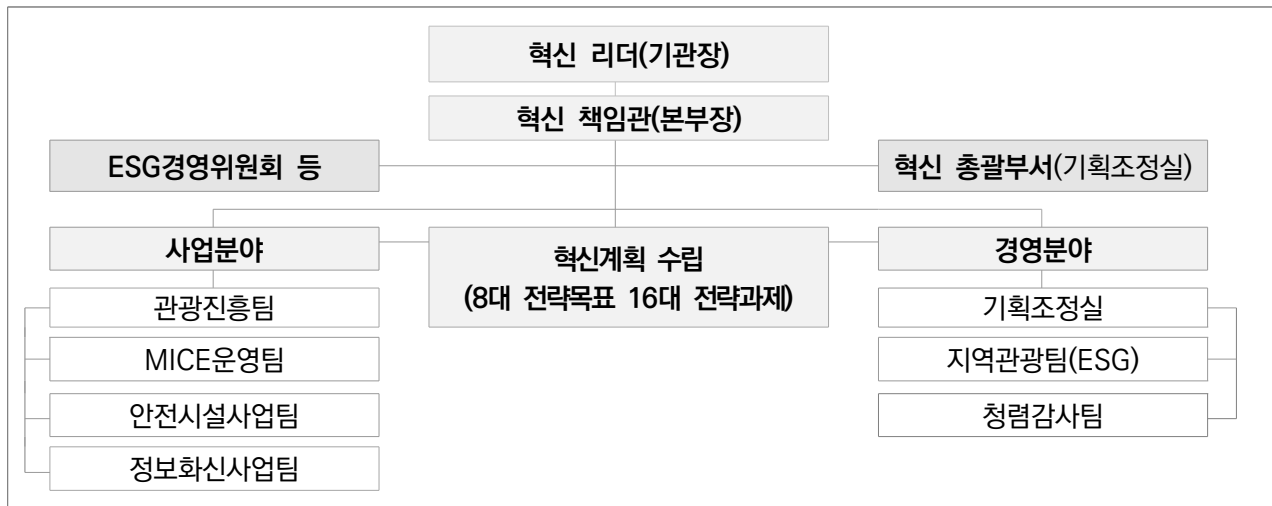 혁신 리더(기관장)
혁신 책임관(본부장)
ESG경영위원회 등
혁신 총괄부서(기획조정실)
사업분야
혁신계획 수립
(8대 전략목표 16대 전략과제)
경영분야
관광진흥팀
기획조정실
MICE운영팀
지역관광팀(ESG)
안전시설사업팀
청렴감사팀
정보화신사업팀